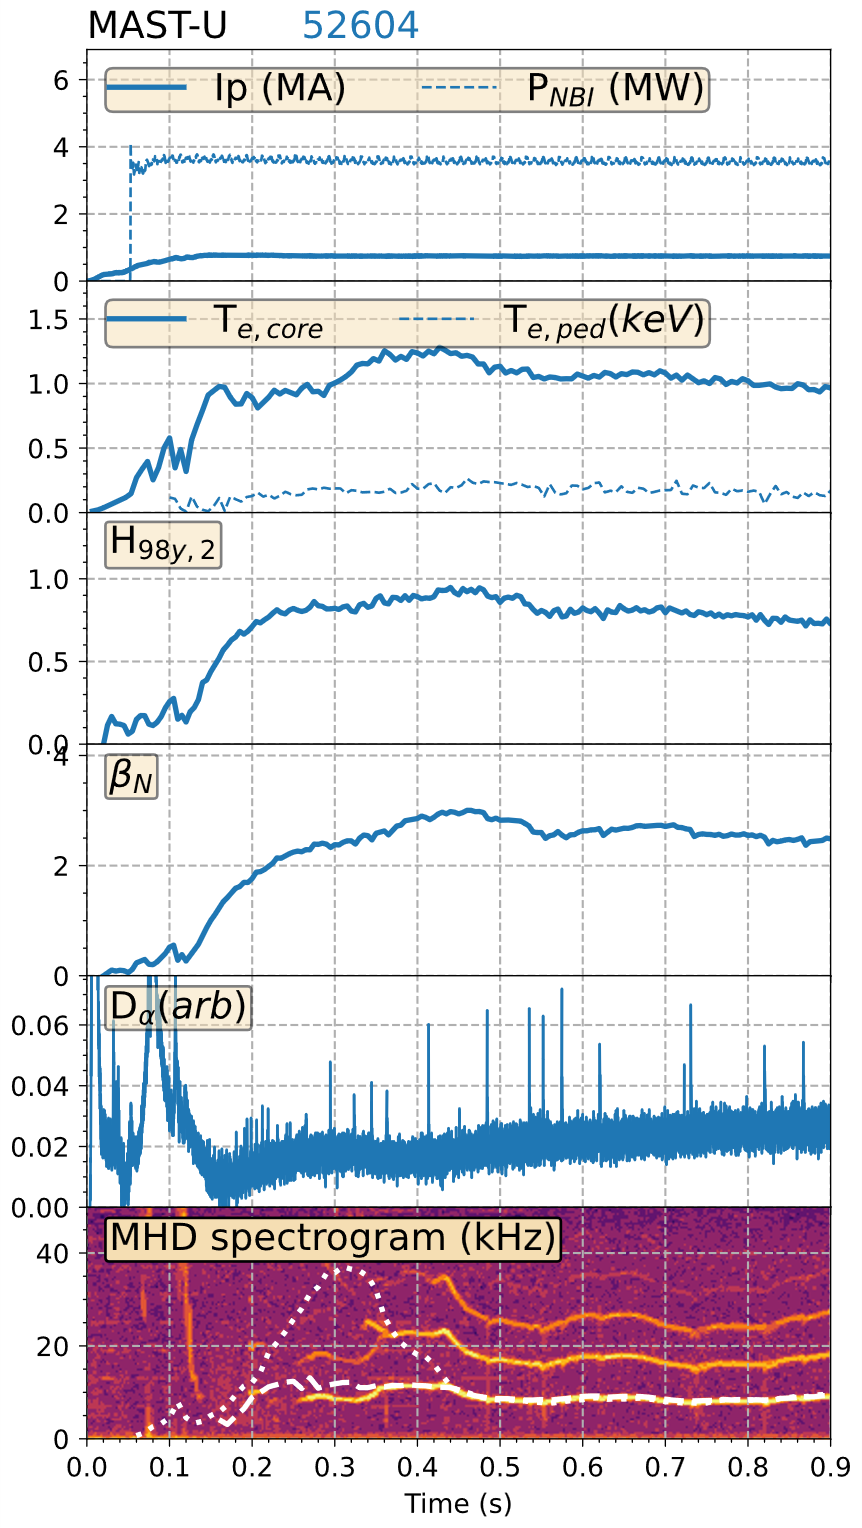 MAST-U 52604
6
Ip (MA) P_NBI (MW)
4
2
0
1.5
T_e,core T_e,ped(keV)
1.0
0.5
0.0
H_98y,2
1.0
0.5
0.0
4
β_N
2
0
D_α(arb)
0.06
0.04
0.02
0.00
MHD spectrogram (kHz)
40
20
0
0.0 0.1 0.2 0.3 0.4 0.5 0.6 0.7 0.8 0.9
Time (s)